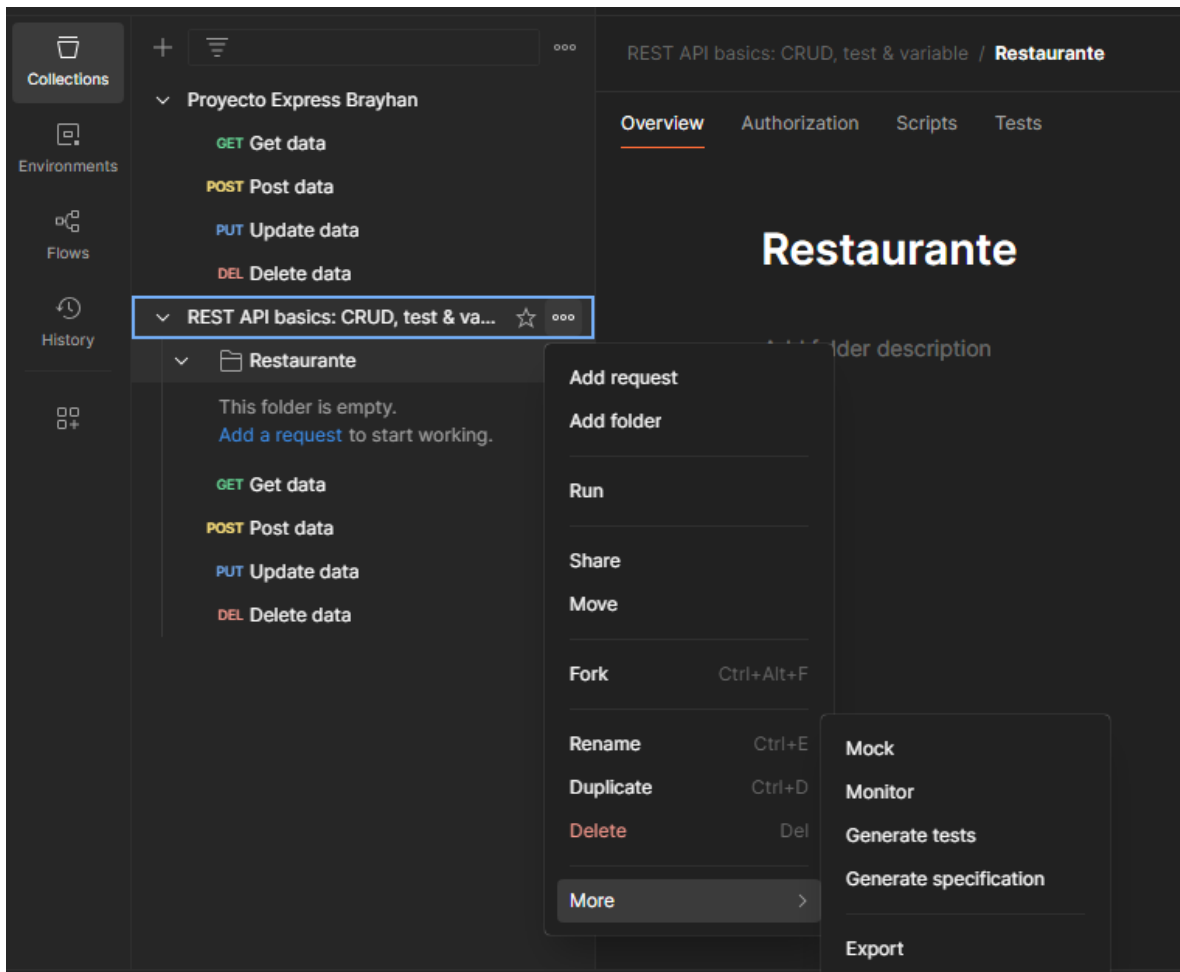 Collections
Environments
Flows
History
Proyecto Express Brayhan
GET Get data
POST Post data
PUT Update data
DEL Delete data
REST API basics: CRUD, test & va...
Restaurante
This folder is empty.
Add a request to start working.
GET Get data
POST Post data
PUT Update data
DEL Delete data
REST API basics: CRUD, test & variable / Restaurante
Overview Authorization Scripts Tests
Restaurante
description
Add request
Add folder
Run
Share
Move
Fork Ctrl+Alt+F
Rename Ctrl+E
Duplicate Ctrl+D
Delete Del
More
Mock
Monitor
Generate tests
Generate specification
Export